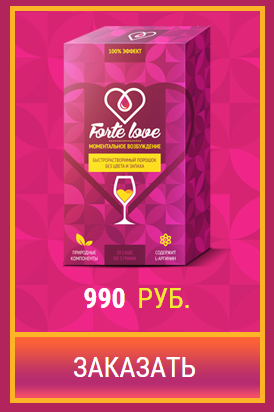 100% ЭФФЕКТ
Forte love
МОМЕНТАЛЬНОЕ ВОЗБУЖДЕНИЕ
БЫСТРОРАСТВОРИМЫЙ ПОРОШОК
БЕЗ ЦВЕТА И ЗАПАХА
ПРИРОДНЫЕ
КОМПОНЕНТЫ
СОДЕРЖИТ
L-АРГИНИН
990 РУБ.
ЗАКАЗАТЬ